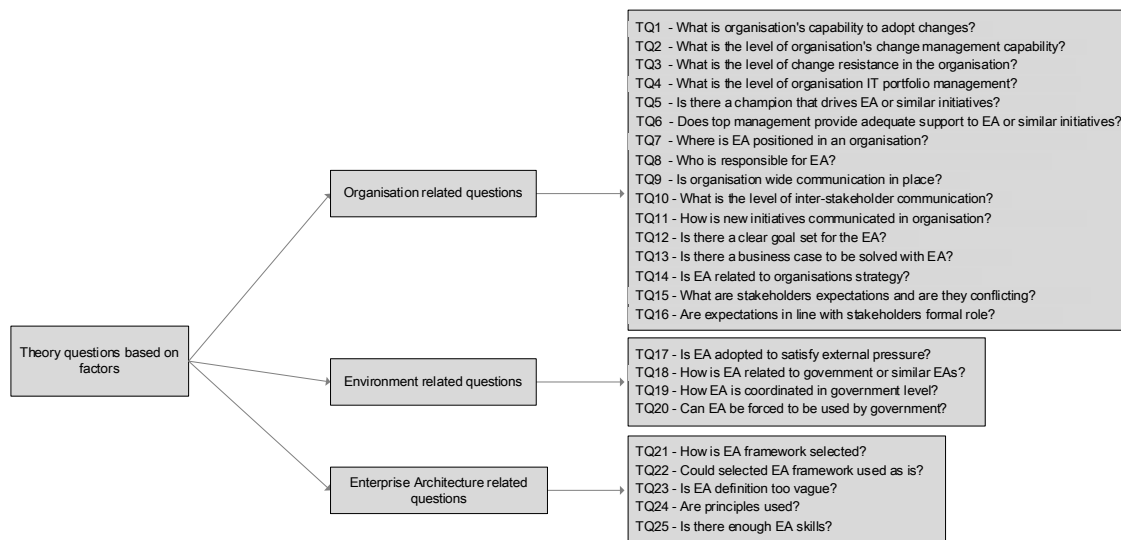 Theory questions based on
factors
Organisation related questions
TQ1 - What is organisation's capability to adopt changes?
TQ2 - What is the level of organisation's change management capability?
TQ3 - What is the level of change resistance in the organisation?
TQ4 - What is the level of organisation IT portfolio management?
TQ5 - Is there a champion that drives EA or similar initiatives?
TQ6 - Does top management provide adequate support to EA or similar initiatives?
TQ7 - Where is EA positioned in an organisation?
TQ8 - Who is responsible for EA?
TQ9 - Is organisation wide communication in place?
TQ10 - What is the level of inter-stakeholder communication?
TQ11 - How is new initiatives communicated in organisation?
TQ12 - Is there a clear goal set for the EA?
TQ13 - Is there a business case to be solved with EA?
TQ14 - Is EA related to organisations strategy?
TQ15 - What are stakeholders expectations and are they conflicting?
TQ16 - Are expectations in line with stakeholders formal role?
Environment related questions
TQ17 - Is EA adopted to satisfy external pressure?
TQ18 - How is EA related to government or similar EAs?
TQ19 - How EA is coordinated in government level?
TQ20 - Can EA be forced to be used by government?
Enterprise Architecture related
questions
TQ21 - How is EA framework selected?
TQ22 - Could selected EA framework used as is?
TQ23 - Is EA definition too vague?
TQ24 - Are principles used?
TQ25 - Is there enough EA skills?